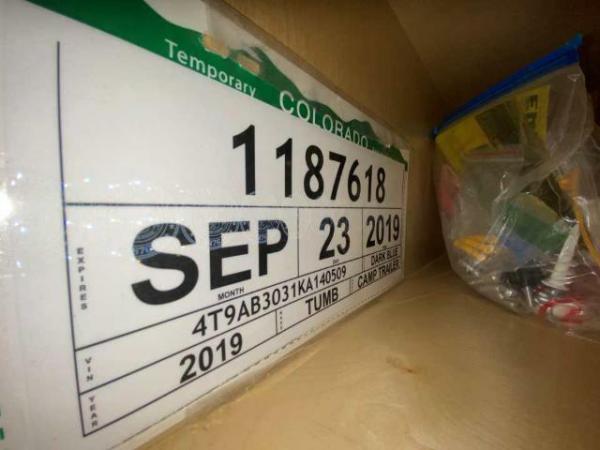 Temporary
COLORADO
1187618
EXPIRES
SEP 23 2019
MONTH
4T9AB3031KA140509 DARK BLUE
VIN
2019 TUMB CAMP TRAILER
YEAR